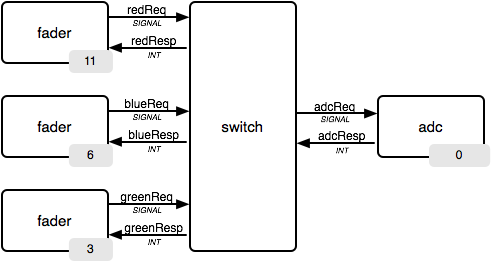 redReq
SIGNAL
fader
redResp
INT
11
blueReq
SIGNAL
fader
blueResp
INT
6
switch
adcReq
SIGNAL
adcResp
INT
adc
0
greenReq
SIGNAL
fader
greenResp
INT
3